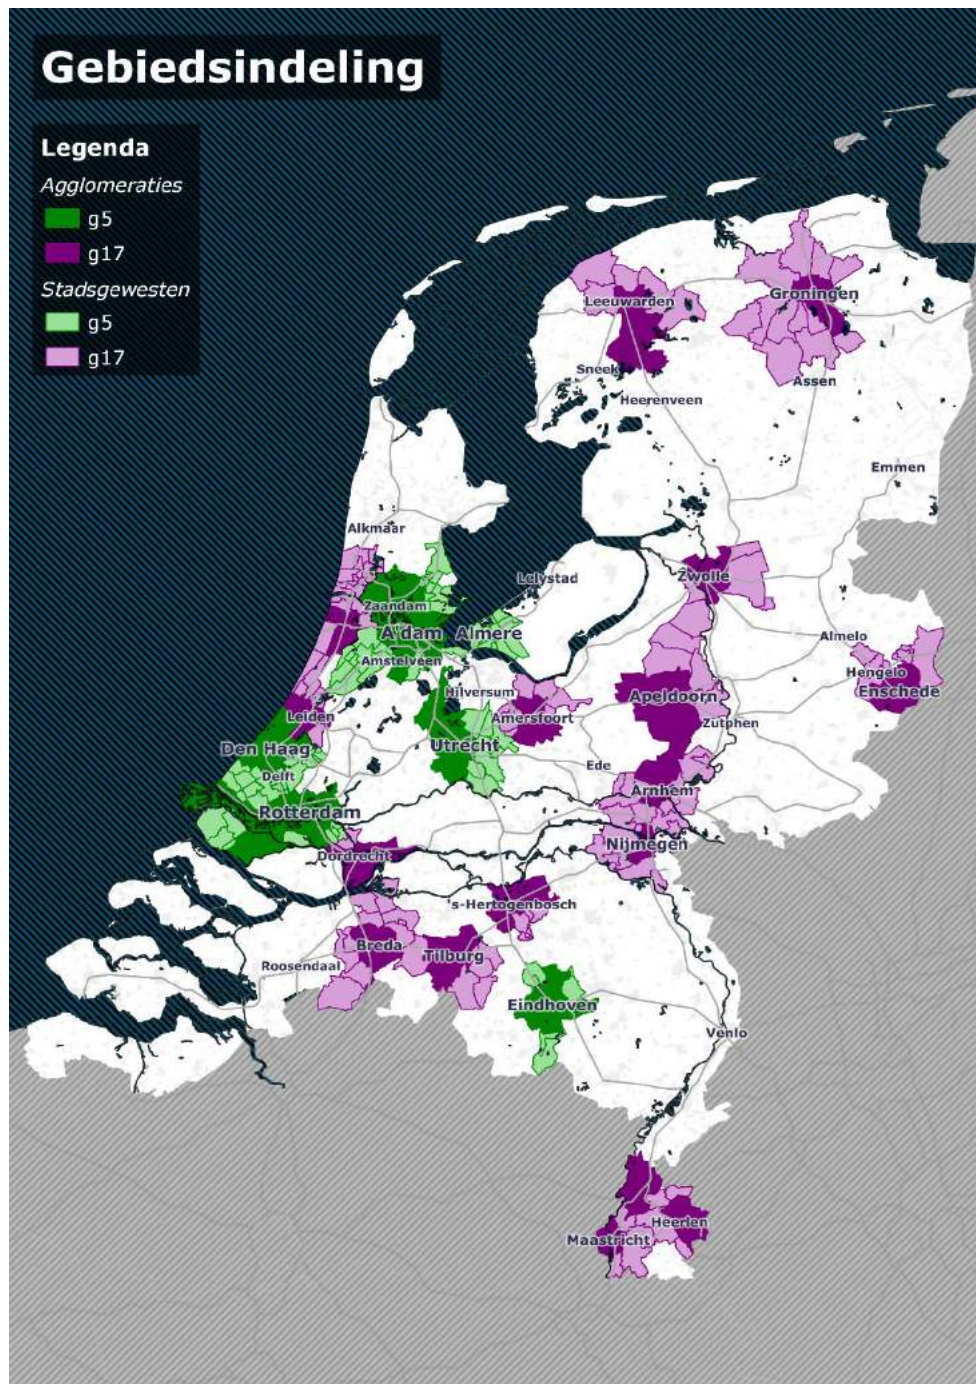 Gebiedsindeling
Legenda
Agglomeraties
g5
g17
Stadsgewesten
g5
g17
Leeuwarden
Groningen
Sneek
Assen
Heerenveen
Emmen
Alkmaar
Lelystad
Zwolle
Zaandam
A'dam
Almere
Almelo
Amstelveen
Hengelo
Enschede
Hilversum
Apeldoorn
Leiden
Amersfoort
Zutphen
Den Haag
Utrecht
Delft
Ede
Arnhem
Rotterdam
Nijmegen
Dordrecht
's-Hertogenbosch
Breda
Tilburg
Roosendaal
Eindhoven
Venlo
Heerlen
Maastricht